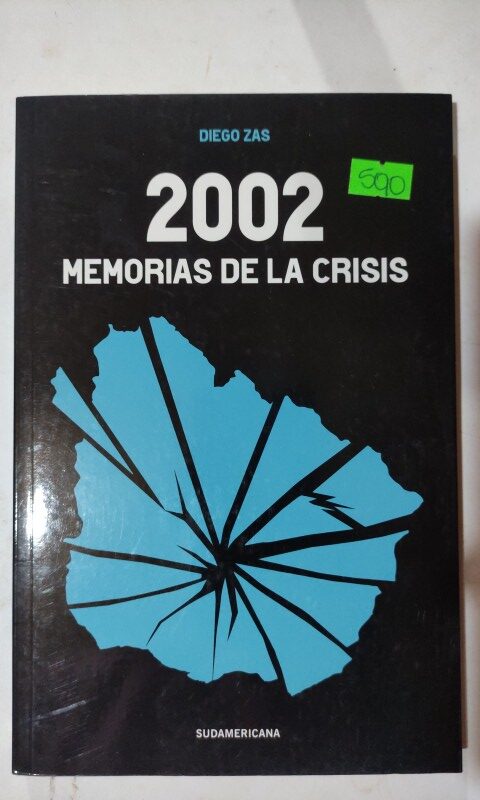 DIEGO ZAS
590
2002
MEMORIAS DE LA CRISIS
SUDAMERICANA